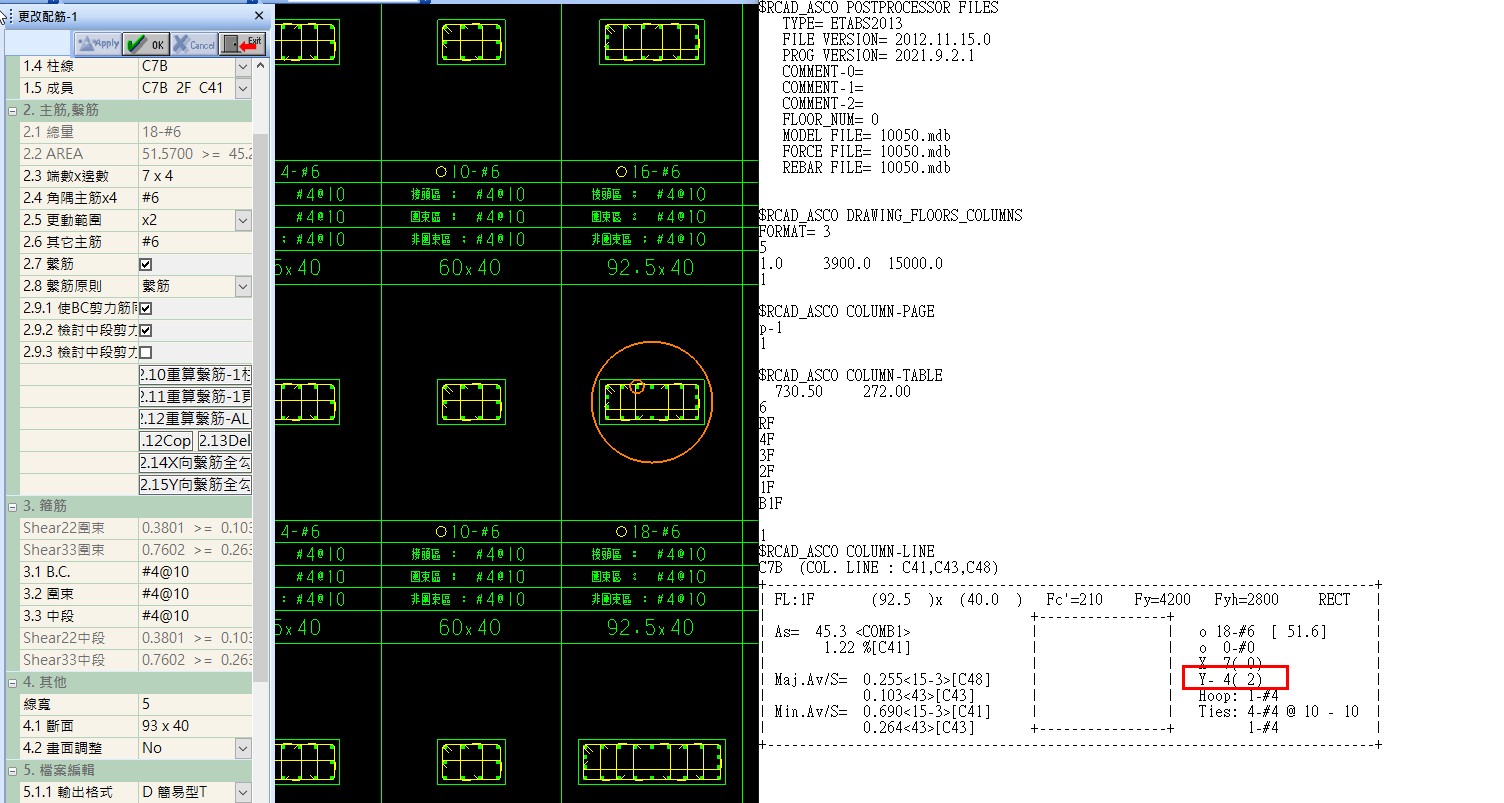 更改配筋-1
Apply
OK
Cancel
Exit
1.4 柱線 C7B
1.5 成員 C7B 2F C41
2. 主筋,繫筋
2.1 總量 18-#6
2.2 AREA 51.5700 >= 45.2
2.3 端數x邊數 7 x 4
2.4 角隅主筋x4 #6
2.5 更動範圍 x2
2.6 其它主筋 #6
2.7 繫筋
2.8 繫筋原則 繫筋
2.9.1 使BC剪力筋
2.9.2 檢討中段剪力
2.9.3 檢討中段剪力
2.10重算繫筋-1
2.11重算繫筋-1頁
2.12重算繫筋-AL
.12Cop 2.13Del
2.14X向繫筋全
2.15Y向繫筋全
3. 箍筋
Shear22圍束 0.3801 >= 0.103
Shear33圍束 0.7602 >= 0.263
3.1 B.C. #4@10
3.2 圍束 #4@10
3.3 中段 #4@10
Shear22中段 0.3801 >= 0.103
Shear33中段 0.7602 >= 0.263
4. 其他
線寬 5
4.1 斷面 93 x 40
4.2 畫面調整 No
5. 檔案編輯
5.1.1 輸出格式 D 簡易型T
4-#6 10-#6 16-#6
#4@10 接頭區 : #4@10 接頭區 : #4@10
#4@10 圍束區 : #4@10 圍束區 : #4@10
: #4@10 非圍束區 : #4@10 非圍束區 : #4@10
5x40 60x40 92.5x40
4-#6 10-#6 18-#6
#4@10 接頭區 : #4@10 接頭區 : #4@10
#4@10 圍束區 : #4@10 圍束區 : #4@10
: #4@10 非圍束區 : #4@10 非圍束區 : #4@10
5x40 60x40 92.5x40
$RCAD_ASCO POSTPROCESSOR FILES
TYPE= ETABS2013
FILE VERSION= 2012.11.15.0
PROG VERSION= 2021.9.2.1
COMMENT-0=
COMMENT-1=
COMMENT-2=
FLOOR_NUM= 0
MODEL FILE= 10050.mdb
FORCE FILE= 10050.mdb
REBAR FILE= 10050.mdb
$RCAD_ASCO DRAWING_FLOORS_COLUMNS
FORMAT= 3
5
1.0 3900.0 15000.0
1
$RCAD_ASCO COLUMN-PAGE
p-1
1
$RCAD_ASCO COLUMN-TABLE
730.50 272.00
6
RF
4F
3F
2F
1F
B1F
1
$RCAD_ASCO COLUMN-LINE
C7B (COL. LINE : C41,C43,C48)
FL:1F (92.5 )x (40.0 ) Fc'=210 Fy=4200 Fyh=2800 RECT
As= 45.3 <COMB1> o 18-#6 [ 51.6]
1.22 %[C41] o 0-#0
X- 7( 0)
Maj.Av/S= 0.255<15-3>[C48] Y- 4( 2)
0.103<43>[C43] Hoop: 1-#4
Min.Av/S= 0.690<15-3>[C41] Ties: 4-#4 @ 10 - 10
0.264<43>[C43] 1-#4